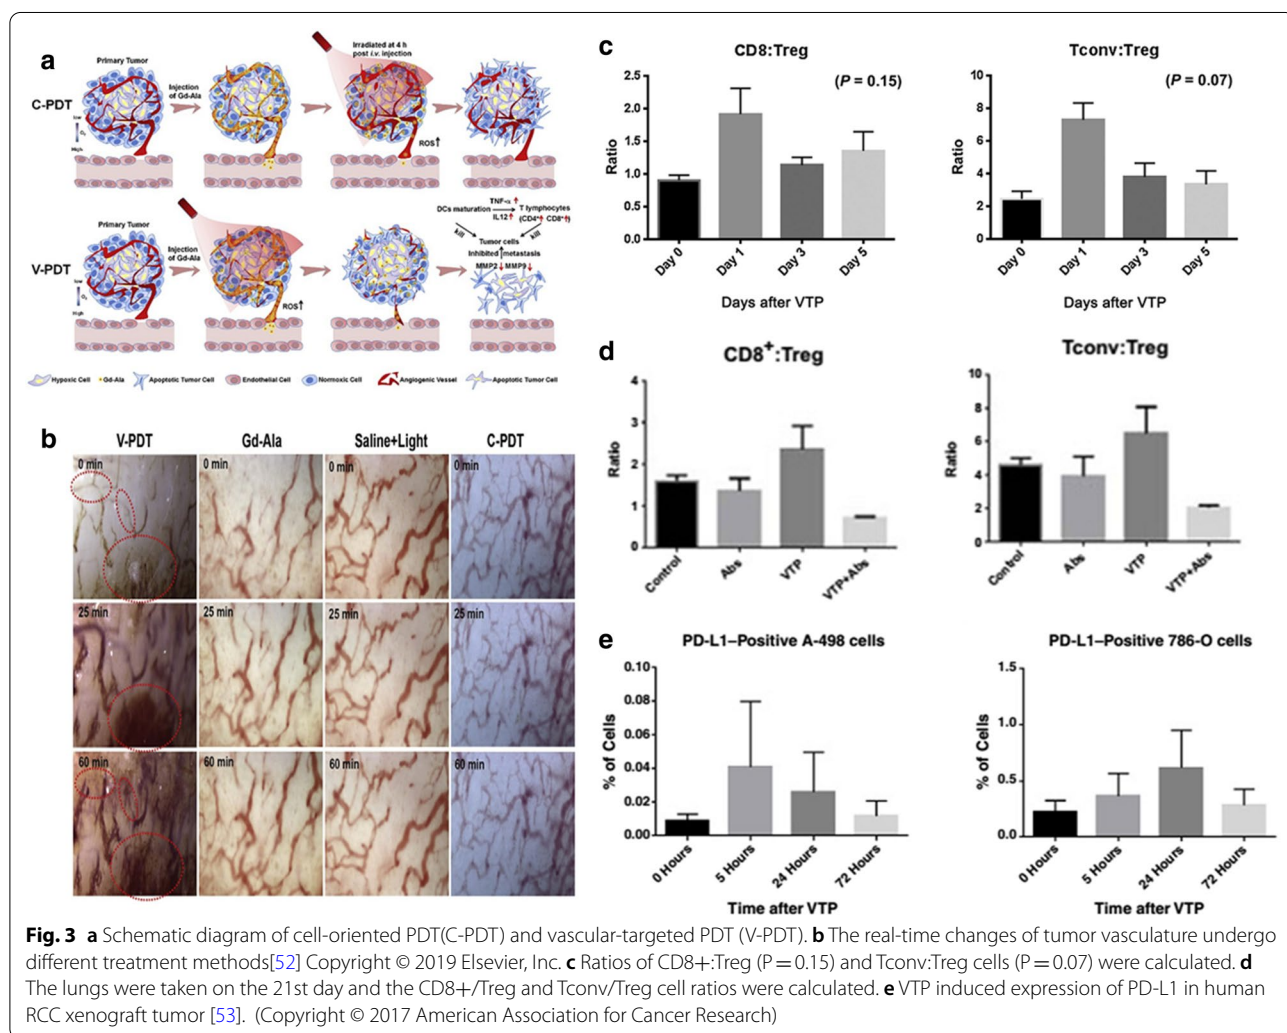 a
Primary Tumor
Injection
of Gd-Ala
Irradiated at 4 h
post i.v. injection
C-PDT
low
O₂
High
ROS↑
Primary Tumor
Injection
of Gd-Ala
V-PDT
low
O₂
High
ROS↑
TNF-α ↑
DCs maturation → T lymphocytes
IL12↑ (CD4⁺↑ CD8⁺↑)
kill kill
Tumor cells
Inhibited metastasis
MMP2↓ MMP9↓
Hypoxic Cell Gd-Ala Apoptotic Tumor Cell Endothelial Cell Normoxic Cell Angiogenic Vessel Apoptotic Tumor Cell
b
V-PDT Gd-Ala Saline+Light C-PDT
0 min 0 min 0 min 0 min
25 min 25 min 25 min 25 min
60 min 60 min 60 min 60 min
c
CD8:Treg
(P = 0.15)
Ratio
2.5
2.0
1.5
1.0
0.5
0.0
Day 0 Day 1 Day 3 Day 5
Days after VTP
Tconv:Treg
(P = 0.07)
Ratio
10
8
6
4
2
0
Day 0 Day 1 Day 3 Day 5
Days after VTP
d
CD8⁺:Treg
Ratio
4
3
2
1
0
Control Abs VTP VTP+Abs
Tconv:Treg
Ratio
10
8
6
4
2
0
Control Abs VTP VTP+Abs
e
PD-L1–Positive A-498 cells
% of Cells
0.10
0.08
0.06
0.04
0.02
0.00
0 Hours 5 Hours 24 Hours 72 Hours
Time after VTP
PD-L1–Positive 786-O cells
% of Cells
1.5
1.0
0.5
0.0
0 Hours 5 Hours 24 Hours 72 Hours
Time after VTP
Fig. 3 a Schematic diagram of cell-oriented PDT(C-PDT) and vascular-targeted PDT (V-PDT). b The real-time changes of tumor vasculature undergo
different treatment methods[52] Copyright © 2019 Elsevier, Inc. c Ratios of CD8+:Treg (P = 0.15) and Tconv:Treg cells (P = 0.07) were calculated. d
The lungs were taken on the 21st day and the CD8+/Treg and Tconv/Treg cell ratios were calculated. e VTP induced expression of PD-L1 in human
RCC xenograft tumor [53]. (Copyright © 2017 American Association for Cancer Research)